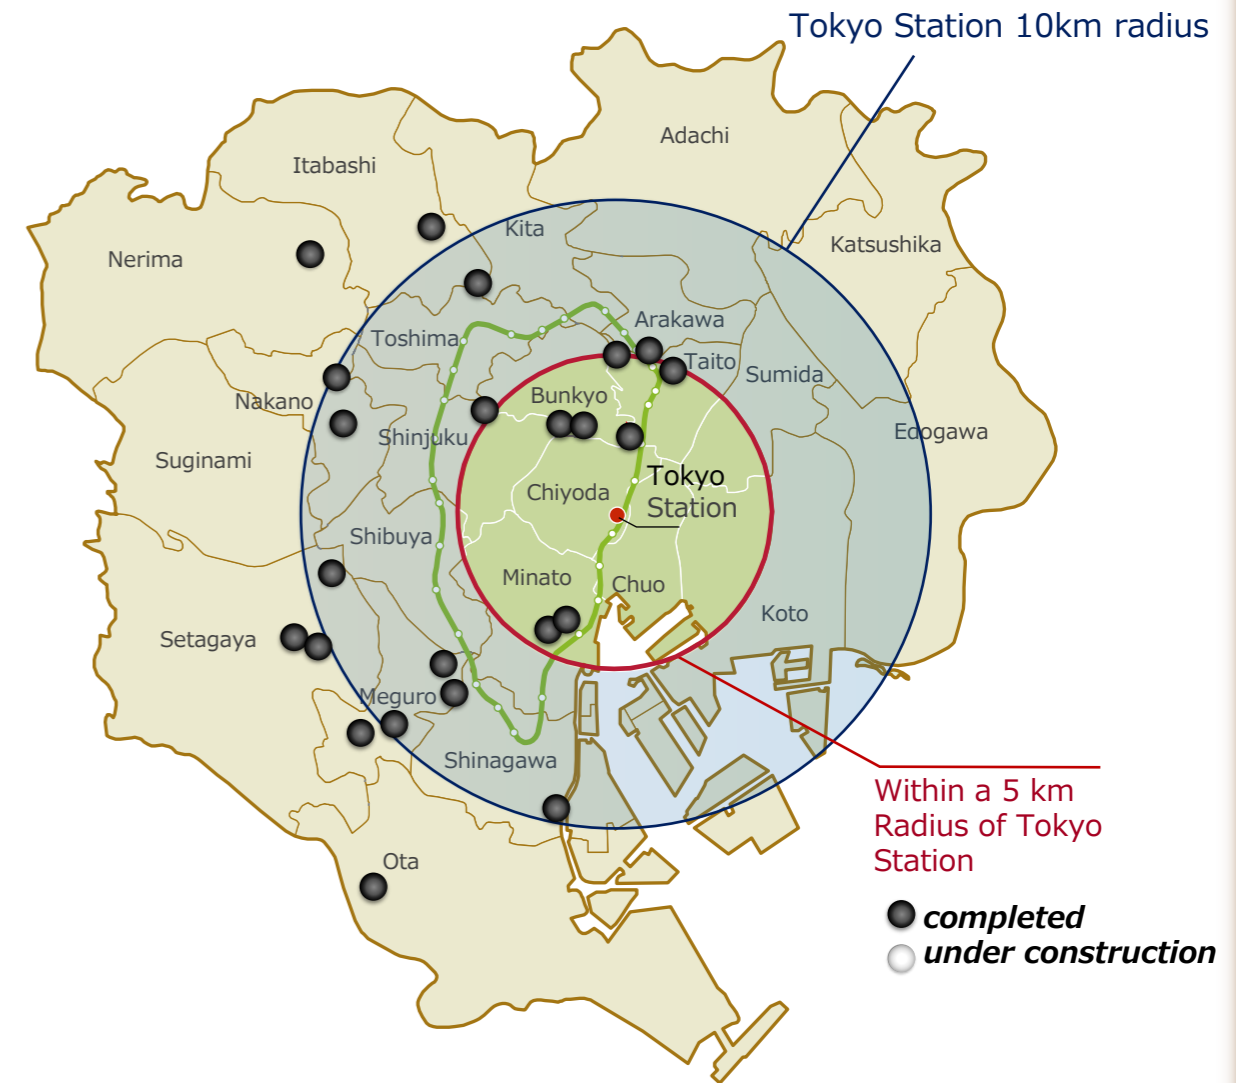 Tokyo Station 10km radius
Adachi
Itabashi
Kita
Katsushika
Nerima
Arakawa
Toshima
Taito
Sumida
Bunkyo
Nakano
Shinjuku
Edogawa
Suginami
Tokyo
Station
Chiyoda
Shibuya
Minato
Chuo
Koto
Setagaya
Meguro
Shinagawa
Within a 5 km
Radius of Tokyo
Station
Ota
completed
under construction